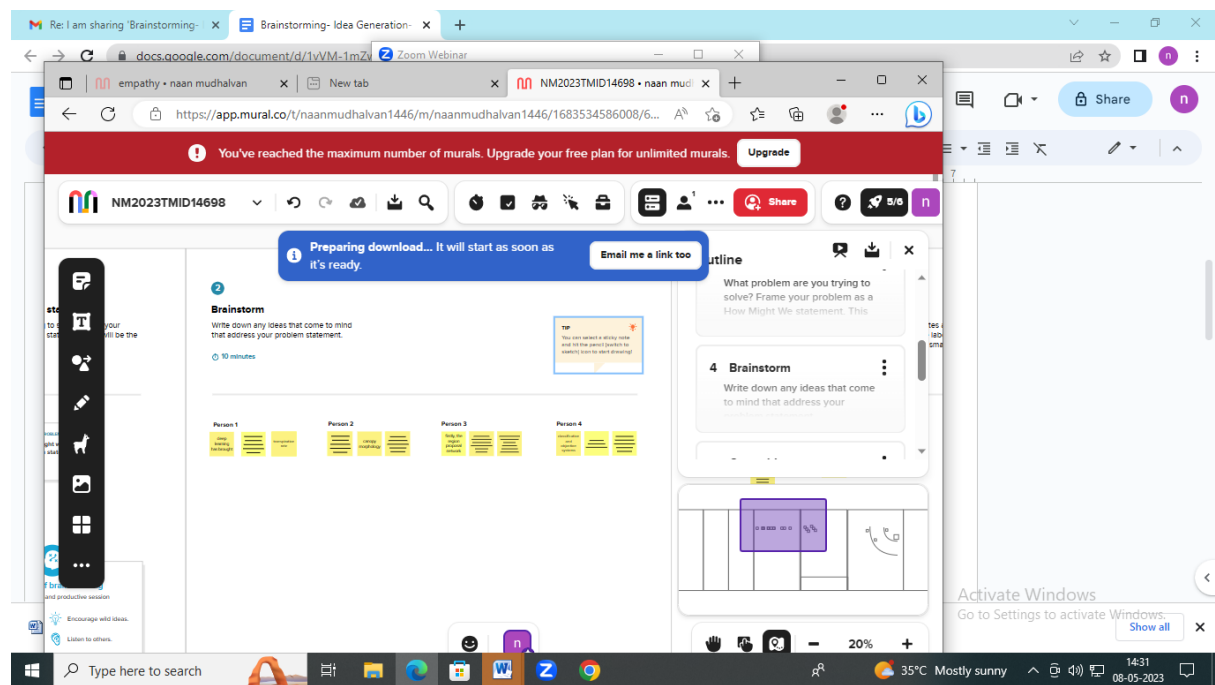 Re: I am sharing 'Brainstorming-
Brainstorming- Idea Generation-
docs.google.com/document/d/1vVM-1mZv
Zoom Webinar
n
empathy • naan mudhalvan
New tab
NM2023TMID14698 • naan mud
https://app.mural.co/t/naanmudhalvan1446/m/naanmudhalvan1446/1683534586008/6...
Share
n
You've reached the maximum number of murals. Upgrade your free plan for unlimited murals.
Upgrade
7
NM2023TMID14698
1
Share
5/6
n
Preparing download... It will start as soon as
it's ready.
Email me a link too
utline
What problem are you trying to
solve? Frame your problem as a
How Might We statement. This
2
Brainstorm
Write down any ideas that come to mind
that address your problem statement.
10 minutes
TIP
You can select a sticky note
and hit the pencil [switch to
sketch] icon to start drawing!
your
will be the
4 Brainstorm
Write down any ideas that come
to mind that address your
Person 1
Person 2
Person 3
Person 4
canopy
morphology
and productive session
Encourage wild ideas.
Listen to others.
n
20%
Activate Windows
Go to Settings to activate Windows.
Show all
Type here to search
35°C Mostly sunny
14:31
08-05-2023